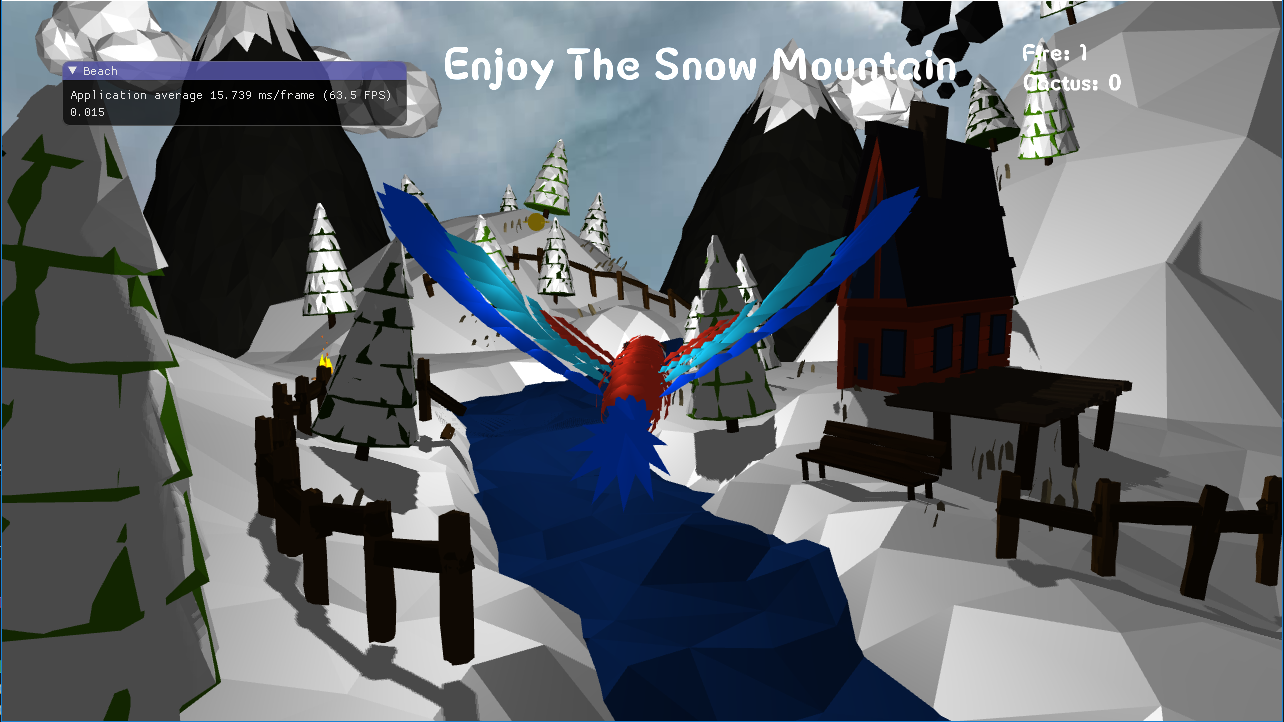 Enjoy The Snow Mountain
Fire: 1
Cactus: 0
Beach
Application average 15.739 ms/frame (63.5 FPS)
0.015